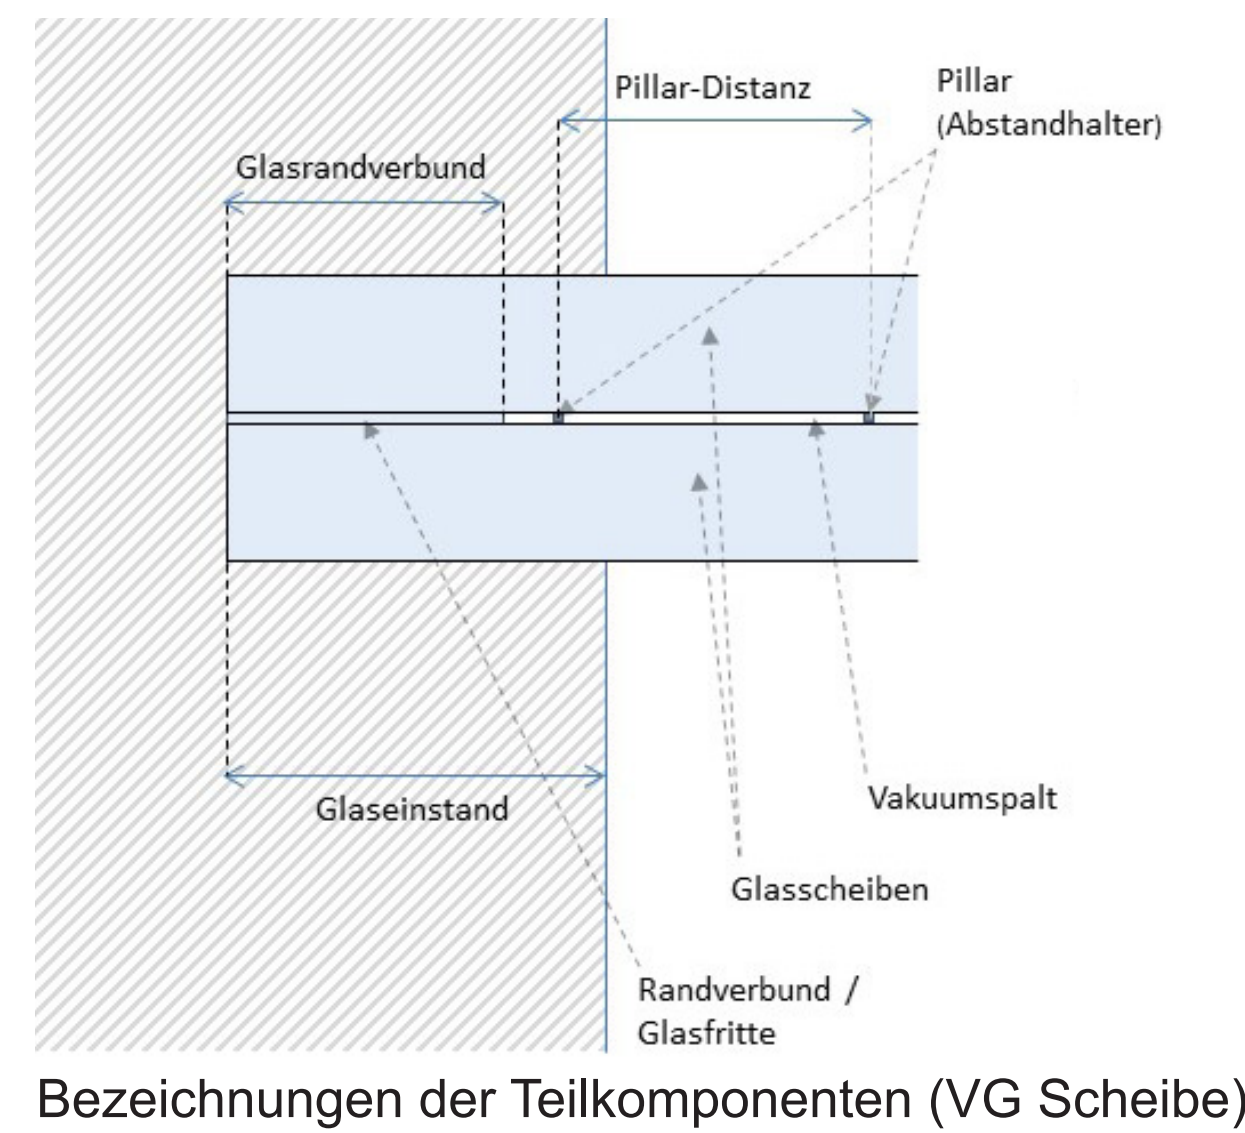 Pillar-Distanz
Pillar
(Abstandhalter)
Glasrandverbund
Glaseinstand
Vakuumspalt
Glasscheiben
Randverbund /
Glasfritte
Bezeichnungen der Teilkomponenten (VG Scheibe)